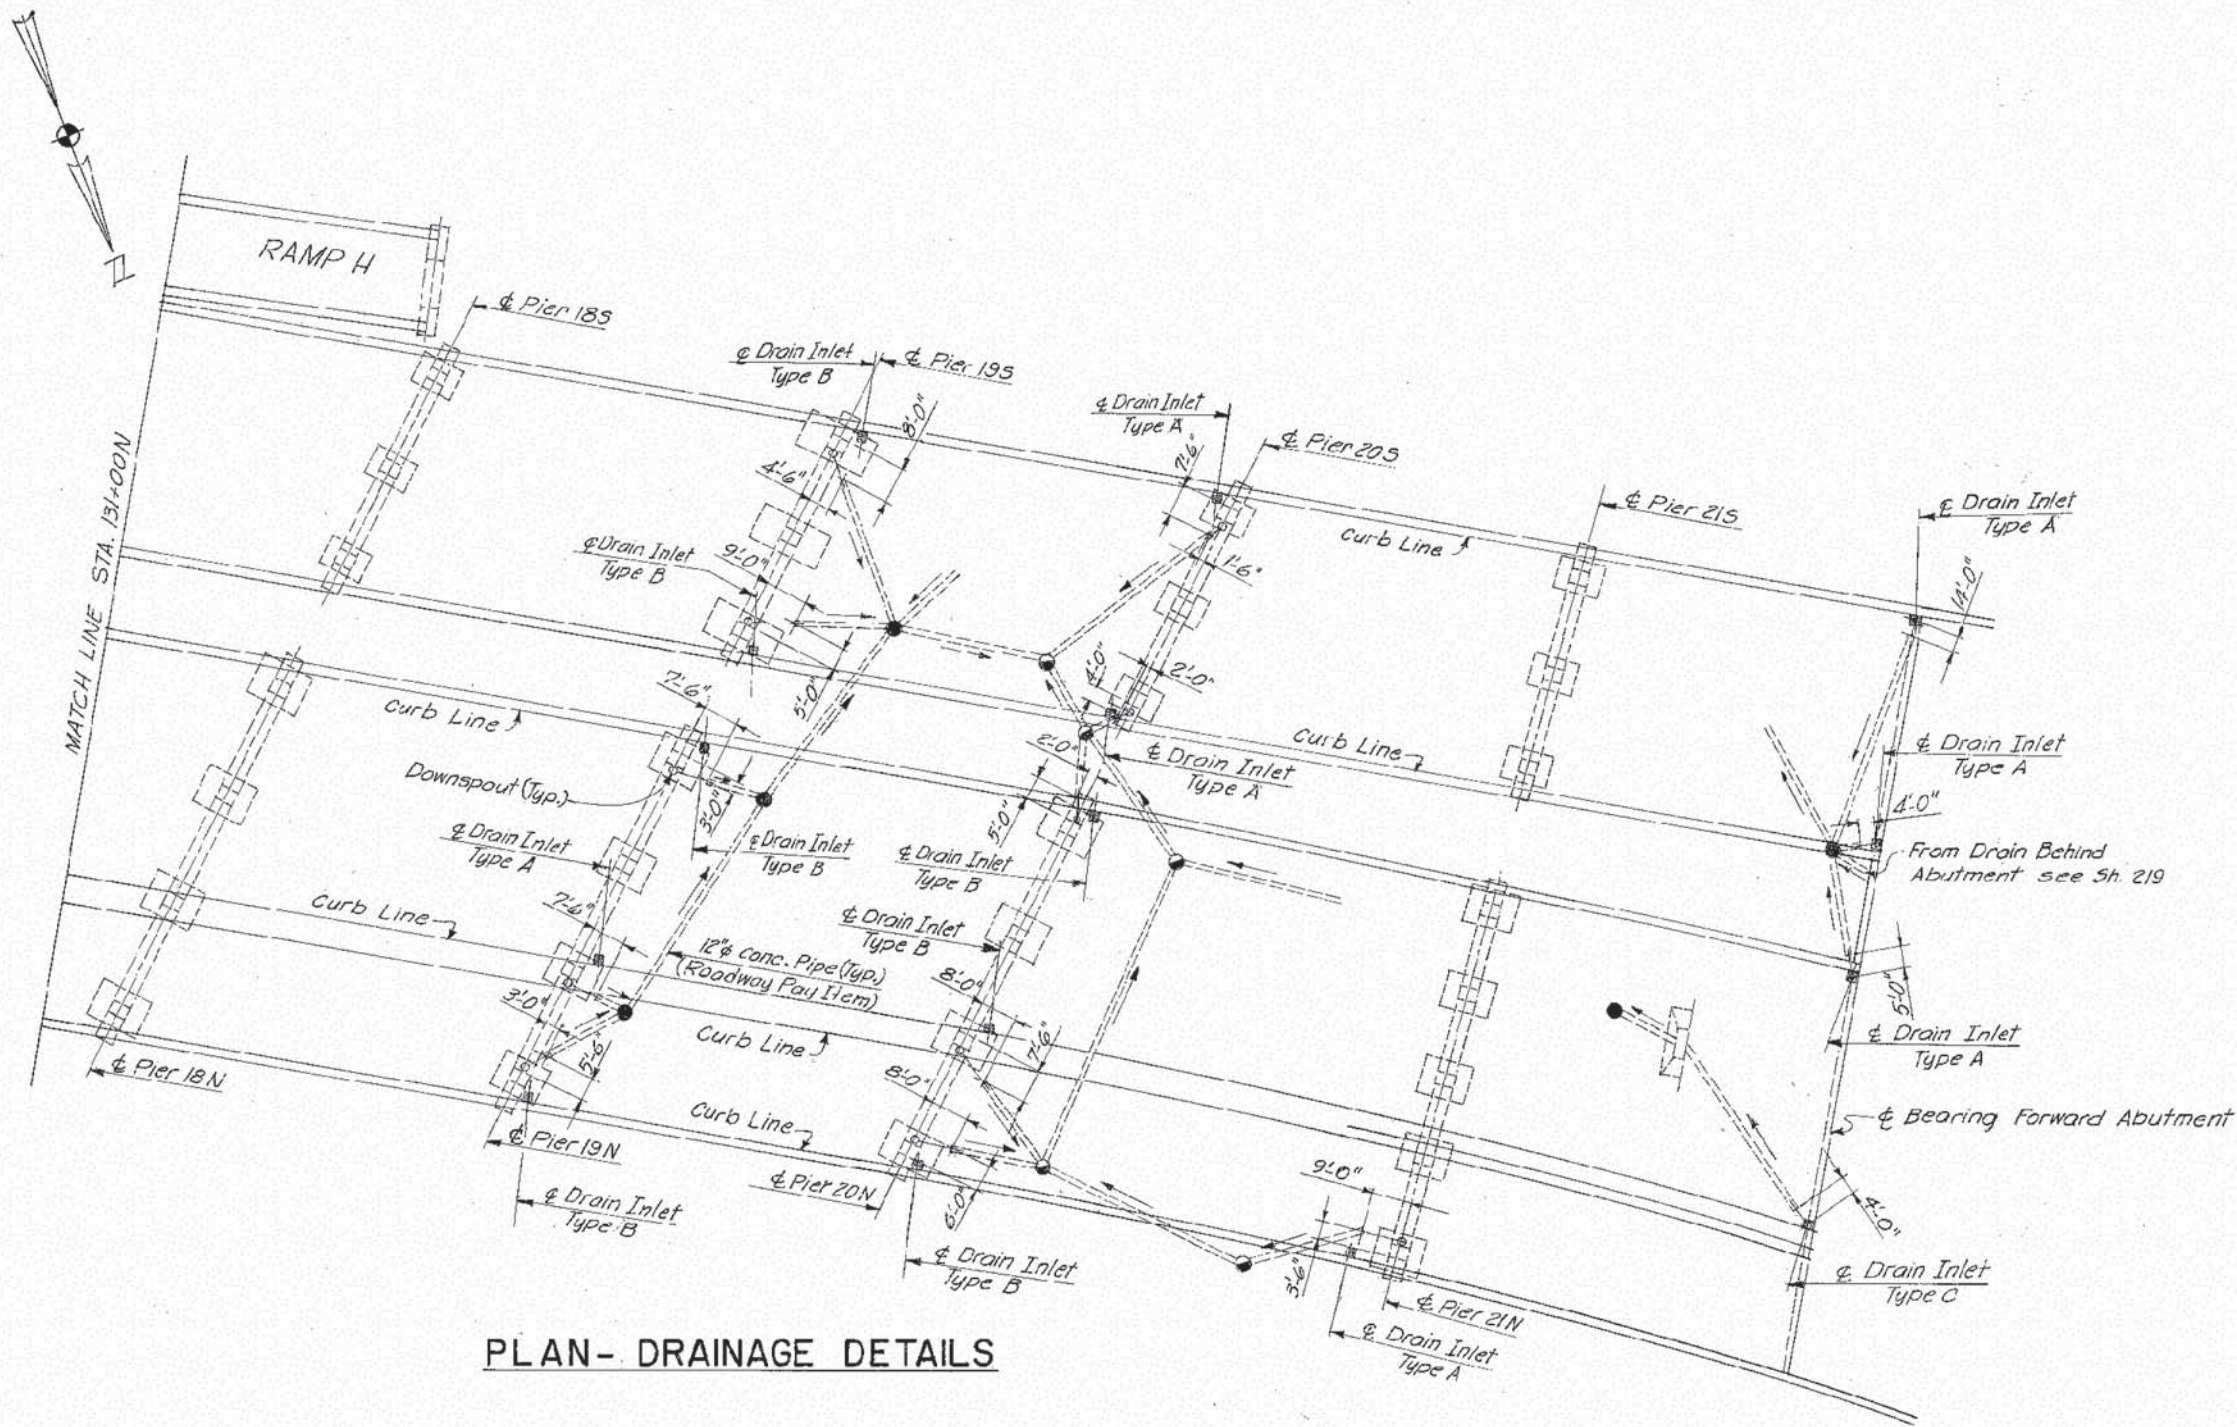 Z
RAMP H
MATCH LINE STA. 131+00N
℄ Pier 18S
℄ Drain Inlet
Type B
℄ Pier 19S
8'-0"
4'-6"
℄ Drain Inlet
Type A
7'-6"
℄ Pier 20S
1'-6"
℄ Drain Inlet
Type B
9'-0"
5'-0"
Curb Line
℄ Pier 21S
℄ Drain Inlet
Type A
14'-0"
Curb Line
7'-6"
Downspout (Typ.)
3'-0"
℄ Drain Inlet
Type B
4'-0"
2'-0"
℄ Drain Inlet
Type A
Curb Line
2'-0"
5'-0"
℄ Drain Inlet
Type B
℄ Drain Inlet
Type A
4'-0"
From Drain Behind
Abutment see Sh. 219
℄ Drain Inlet
Type A
7'-6"
Curb Line
12"ϕ Conc. Pipe (Typ.)
(Roadway Pay Item)
℄ Drain Inlet
Type B
8'-0"
7'-6"
3'-0"
5'-6"
Curb Line
5'-0"
℄ Drain Inlet
Type A
℄ Pier 18N
℄ Pier 19N
Curb Line
8'-0"
6'-0"
℄ Pier 20N
℄ Bearing Forward Abutment
4'-0"
℄ Drain Inlet
Type B
℄ Drain Inlet
Type B
9'-0"
3'-6"
℄ Pier 21N
℄ Drain Inlet
Type A
℄ Drain Inlet
Type C
PLAN- DRAINAGE DETAILS